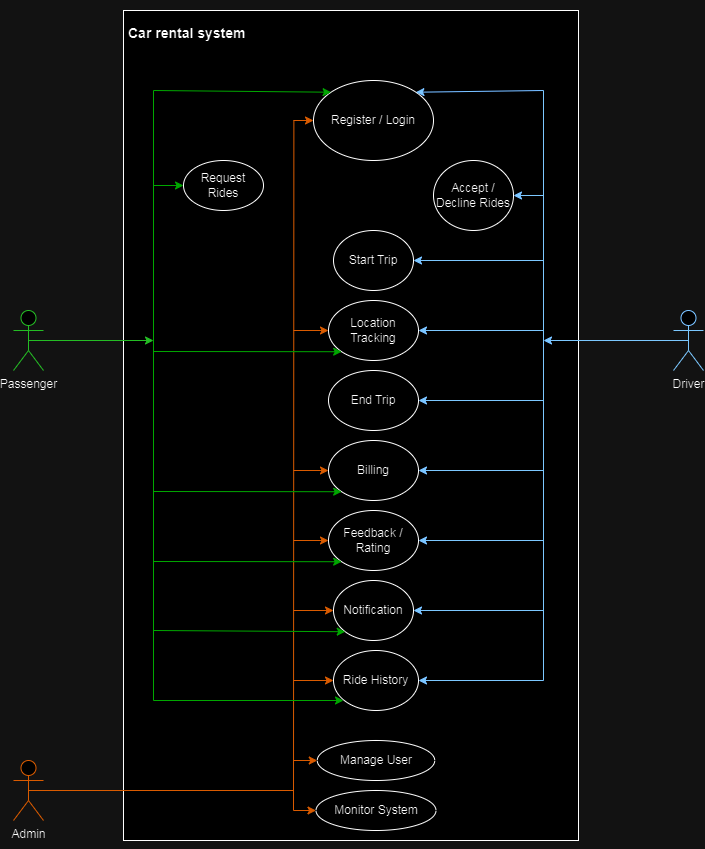 Car rental system
Register / Login
Request
Rides
Accept /
Decline Rides
Start Trip
Location
Tracking
Passenger
Driver
End Trip
Billing
Feedback /
Rating
Notification
Ride History
Manage User
Monitor System
Admin